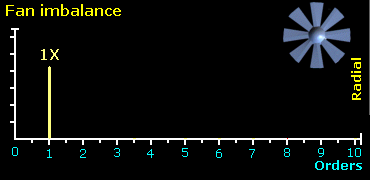 Fan imbalance
1X
Radial
0 1 2 3 4 5 6 7 8 9 10
Orders